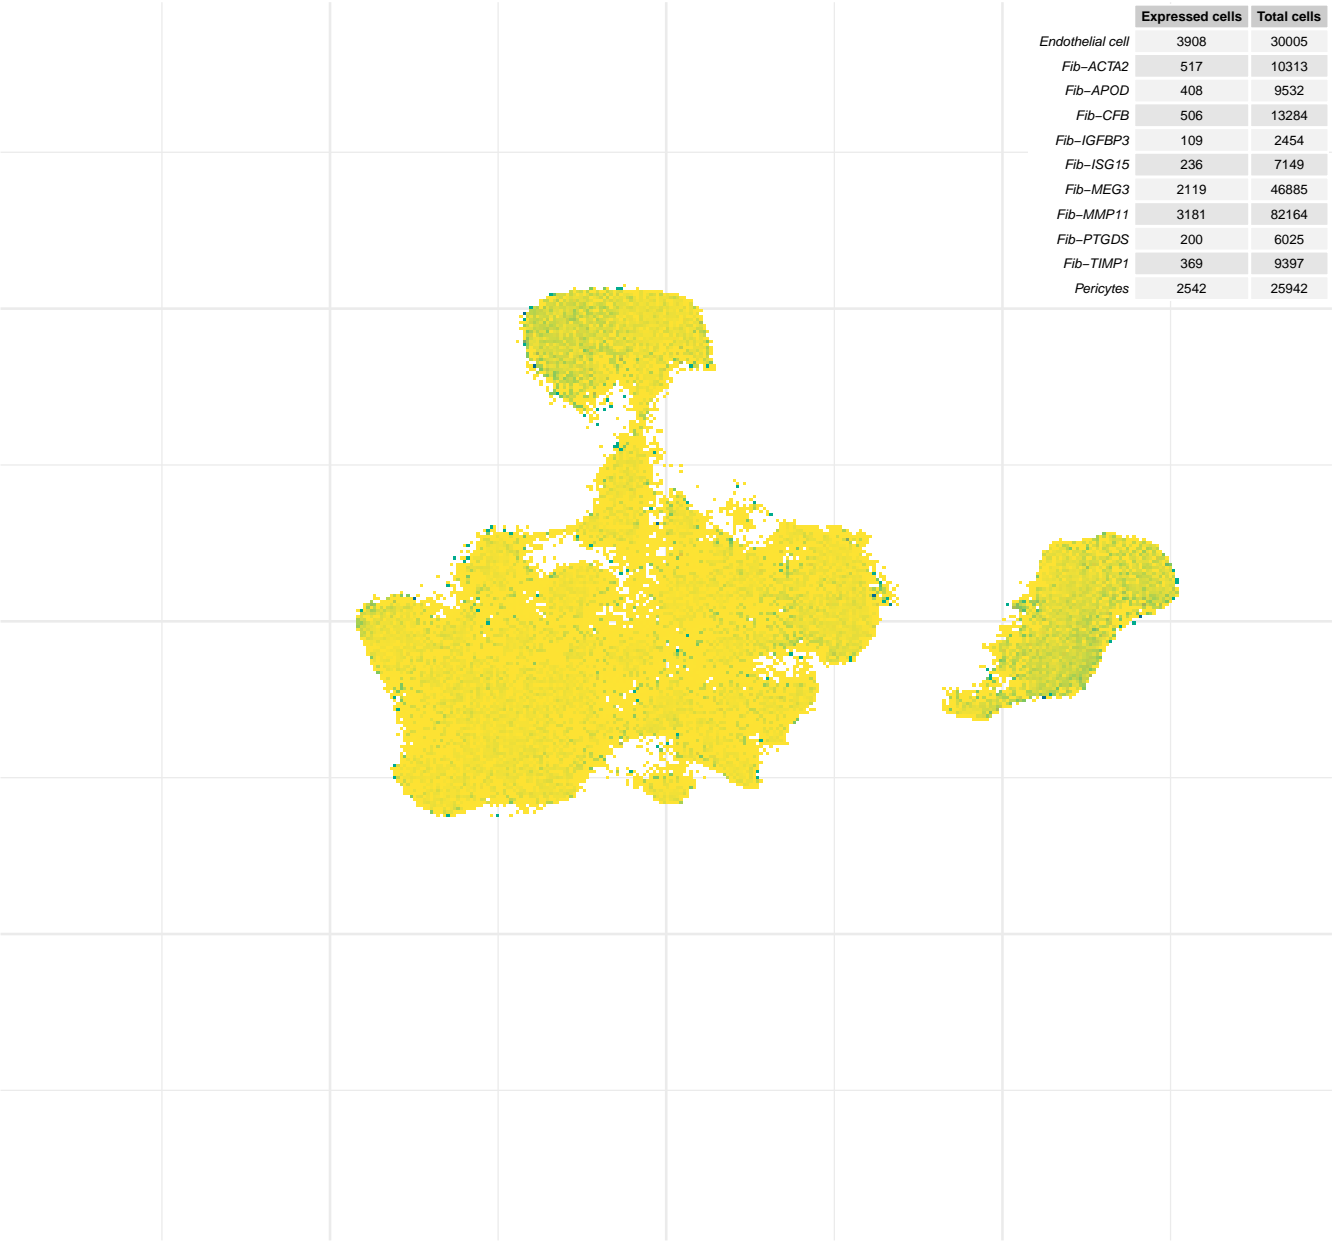 Expressed cells Total cells
Endothelial cell 3908 30005
Fib−ACTA2 517 10313
Fib−APOD 408 9532
Fib−CFB 506 13284
Fib−IGFBP3 109 2454
Fib−ISG15 236 7149
Fib−MEG3 2119 46885
Fib−MMP11 3181 82164
Fib−PTGDS 200 6025
Fib−TIMP1 369 9397
Pericytes 2542 25942